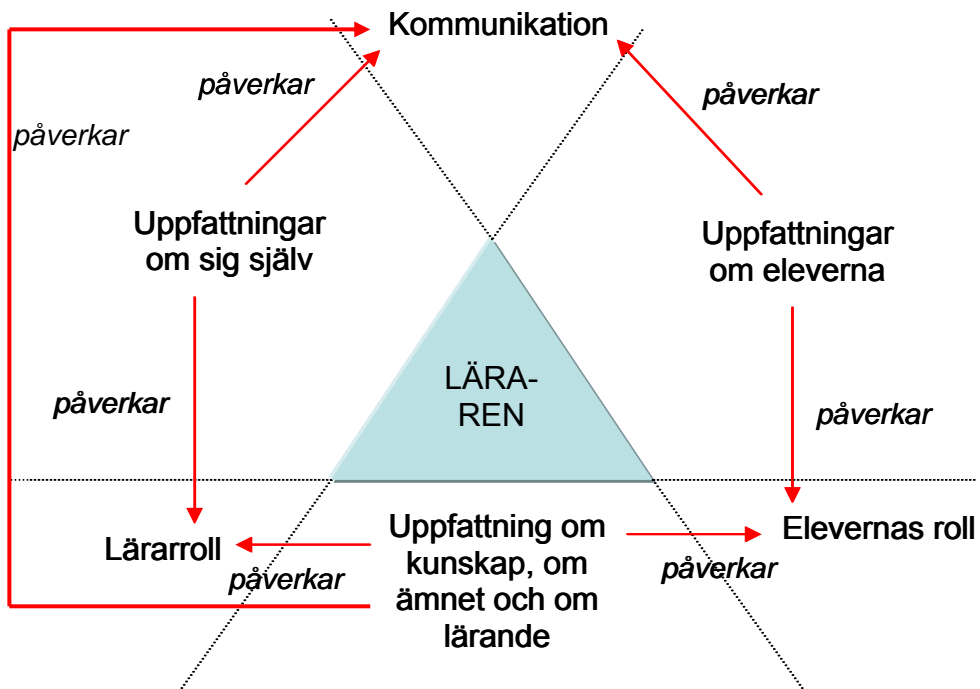 Kommunikation
påverkar
påverkar
påverkar
Uppfattningar
om sig själv
Uppfattningar
om eleverna
LÄRA-
REN
påverkar
påverkar
Lärarroll
Uppfattning om
kunskap, om
ämnet och om
lärande
Elevernas roll
påverkar
påverkar